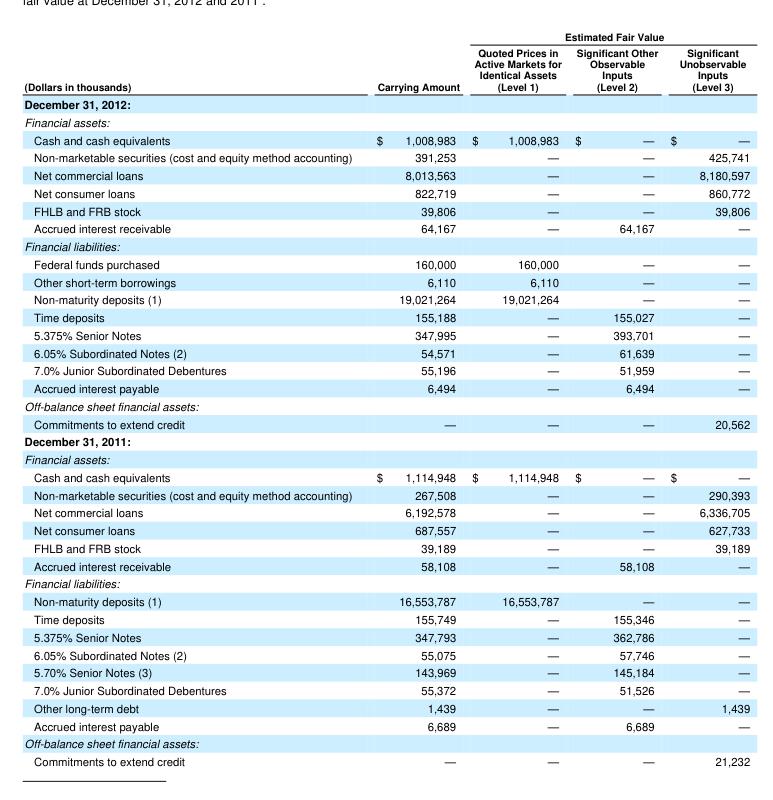 fair value at December 31, 2012 and 2011 :
Estimated Fair Value
(Dollars in thousands) Carrying Amount Quoted Prices in Active Markets for Identical Assets (Level 1) Significant Other Observable Inputs (Level 2) Significant Unobservable Inputs (Level 3)
December 31, 2012:
Financial assets:
Cash and cash equivalents $ 1,008,983 $ 1,008,983 $ — $ —
Non-marketable securities (cost and equity method accounting) 391,253 — — 425,741
Net commercial loans 8,013,563 — — 8,180,597
Net consumer loans 822,719 — — 860,772
FHLB and FRB stock 39,806 — — 39,806
Accrued interest receivable 64,167 — 64,167 —
Financial liabilities:
Federal funds purchased 160,000 160,000 — —
Other short-term borrowings 6,110 6,110 — —
Non-maturity deposits (1) 19,021,264 19,021,264 — —
Time deposits 155,188 — 155,027 —
5.375% Senior Notes 347,995 — 393,701 —
6.05% Subordinated Notes (2) 54,571 — 61,639 —
7.0% Junior Subordinated Debentures 55,196 — 51,959 —
Accrued interest payable 6,494 — 6,494 —
Off-balance sheet financial assets:
Commitments to extend credit — — — 20,562
December 31, 2011:
Financial assets:
Cash and cash equivalents $ 1,114,948 $ 1,114,948 $ — $ —
Non-marketable securities (cost and equity method accounting) 267,508 — — 290,393
Net commercial loans 6,192,578 — — 6,336,705
Net consumer loans 687,557 — — 627,733
FHLB and FRB stock 39,189 — — 39,189
Accrued interest receivable 58,108 — 58,108 —
Financial liabilities:
Non-maturity deposits (1) 16,553,787 16,553,787 — —
Time deposits 155,749 — 155,346 —
5.375% Senior Notes 347,793 — 362,786 —
6.05% Subordinated Notes (2) 55,075 — 57,746 —
5.70% Senior Notes (3) 143,969 — 145,184 —
7.0% Junior Subordinated Debentures 55,372 — 51,526 —
Other long-term debt 1,439 — — 1,439
Accrued interest payable 6,689 — 6,689 —
Off-balance sheet financial assets:
Commitments to extend credit — — — 21,232